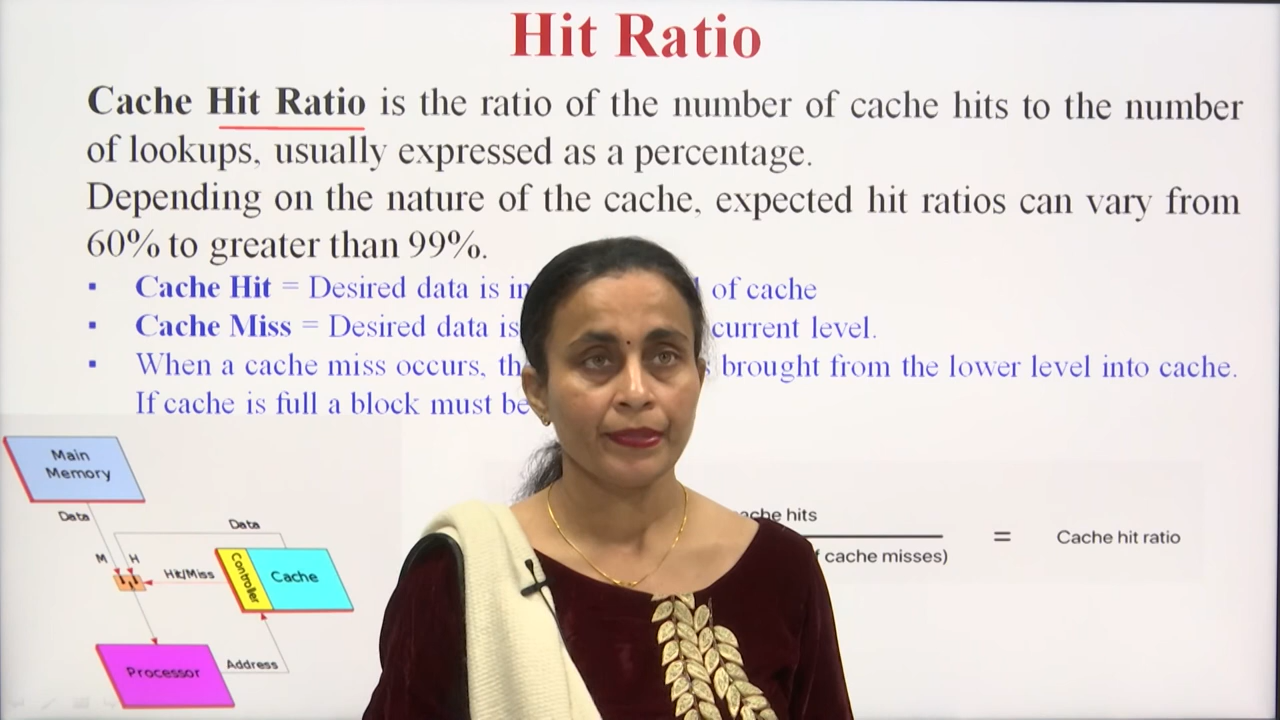 Hit Ratio
Cache Hit Ratio is the ratio of the number of cache hits to the number
of lookups, usually expressed as a percentage.
Depending on the nature of the cache, expected hit ratios can vary from
60% to greater than 99%.
▪ Cache Hit = Desired data is in of cache
▪ Cache Miss = Desired data is current level.
▪ When a cache miss occurs, brought from the lower level into cache.
If cache is full a block must be
Main
Memory
Data
Data
M H
Hit/Miss
Controller
Cache
Processor
Address
cache hits
cache misses)
= Cache hit ratio